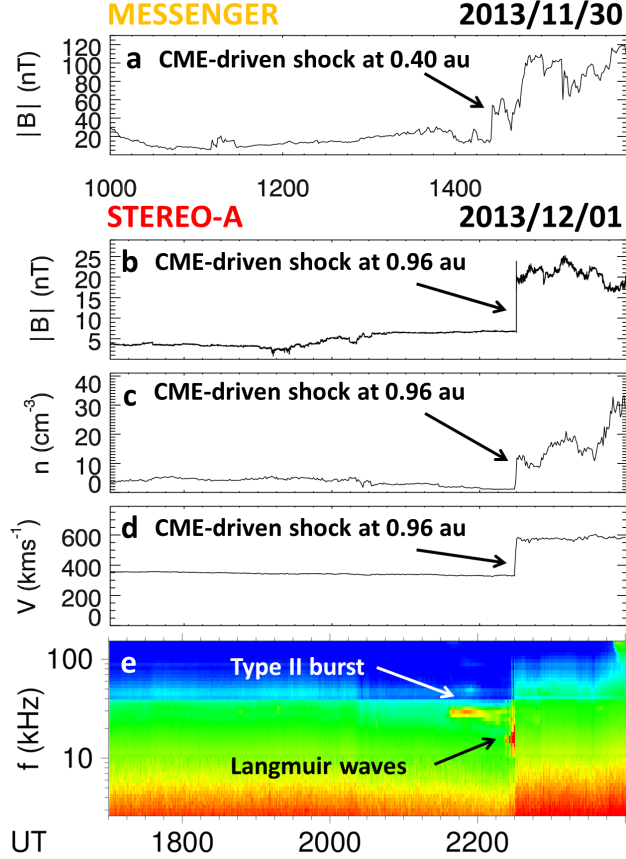 MESSENGER 2013/11/30
a CME-driven shock at 0.40 au
|B| (nT)
120
100
80
60
40
20
1000 1200 1400
STEREO-A 2013/12/01
b CME-driven shock at 0.96 au
|B| (nT)
25
20
15
10
5
c CME-driven shock at 0.96 au
n (cm⁻³)
40
30
20
10
0
d CME-driven shock at 0.96 au
V (kms⁻¹)
600
400
200
0
e
Type II burst
Langmuir waves
f (kHz)
100
10
UT 1800 2000 2200